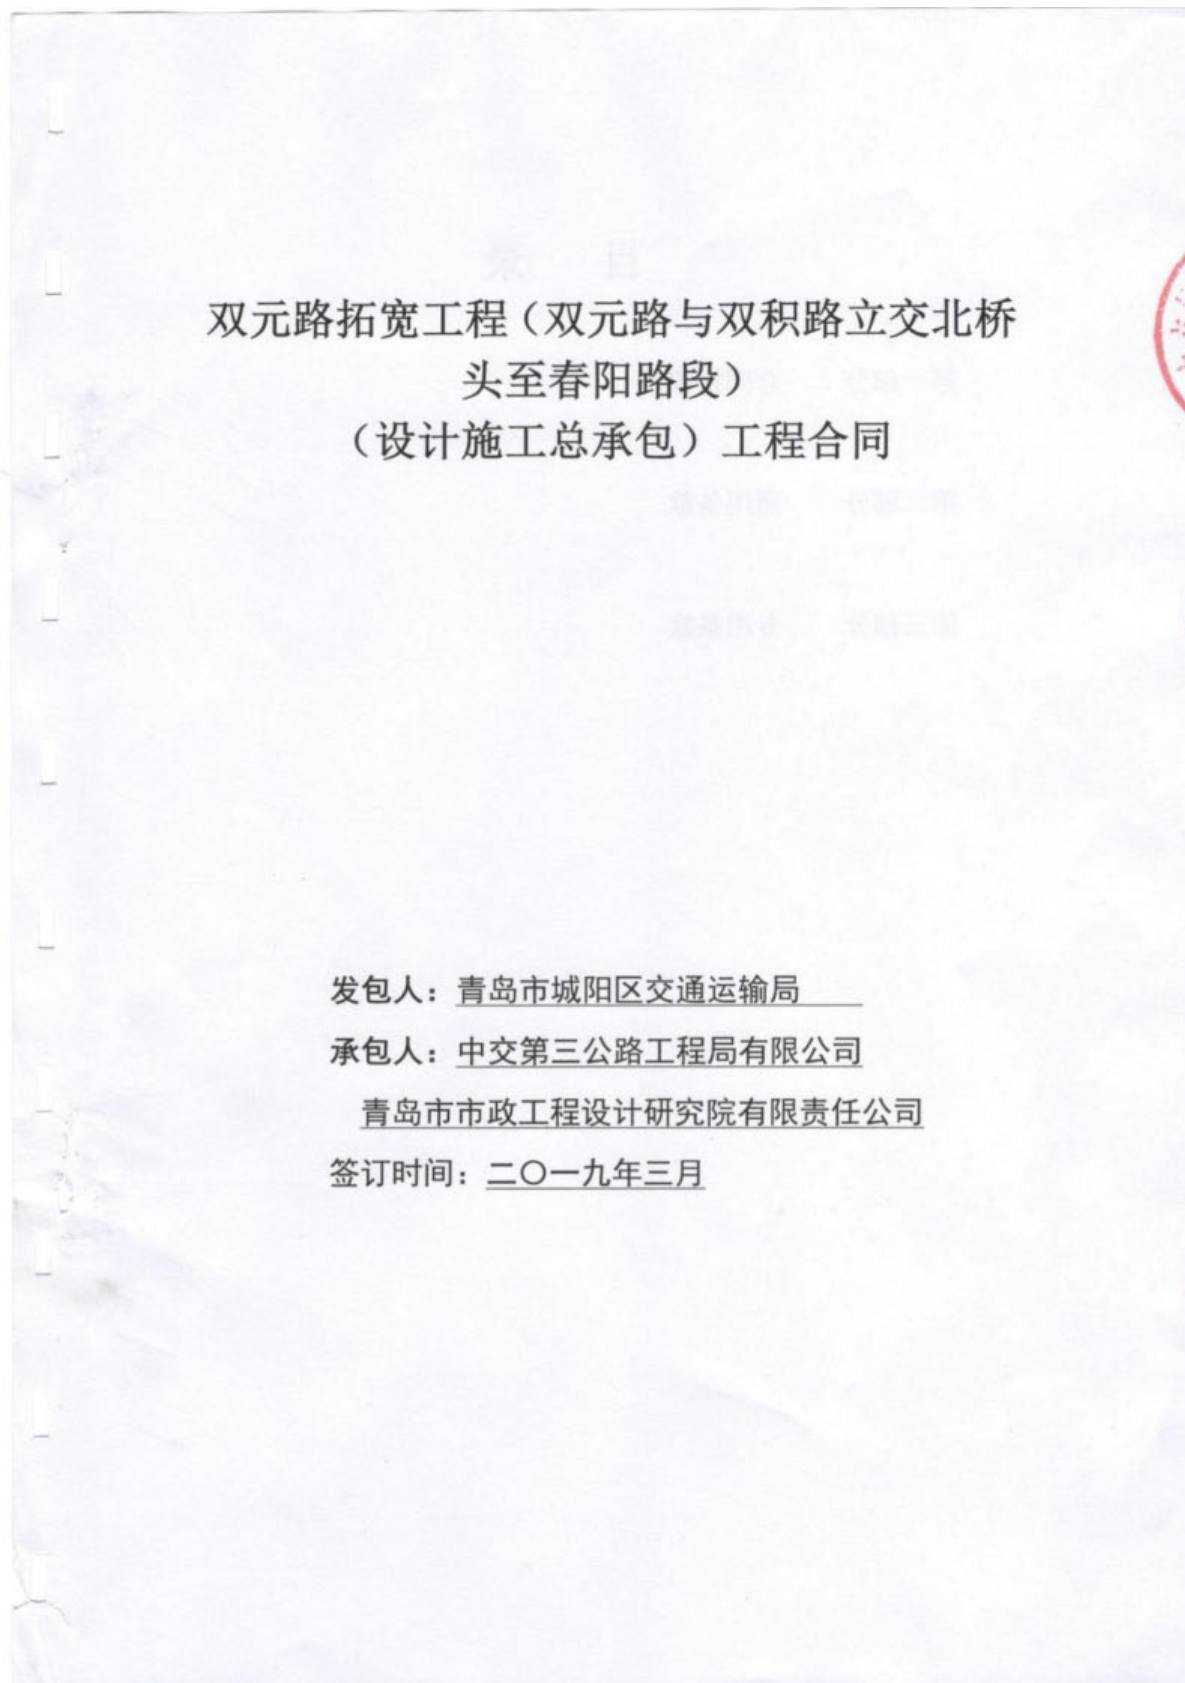 双元路拓宽工程（双元路与双积路立交北桥
头至春阳路段）
（设计施工总承包）工程合同
发包人：青岛市城阳区交通运输局
承包人：中交第三公路工程局有限公司
青岛市市政工程设计研究院有限责任公司
签订时间：二〇一九年三月